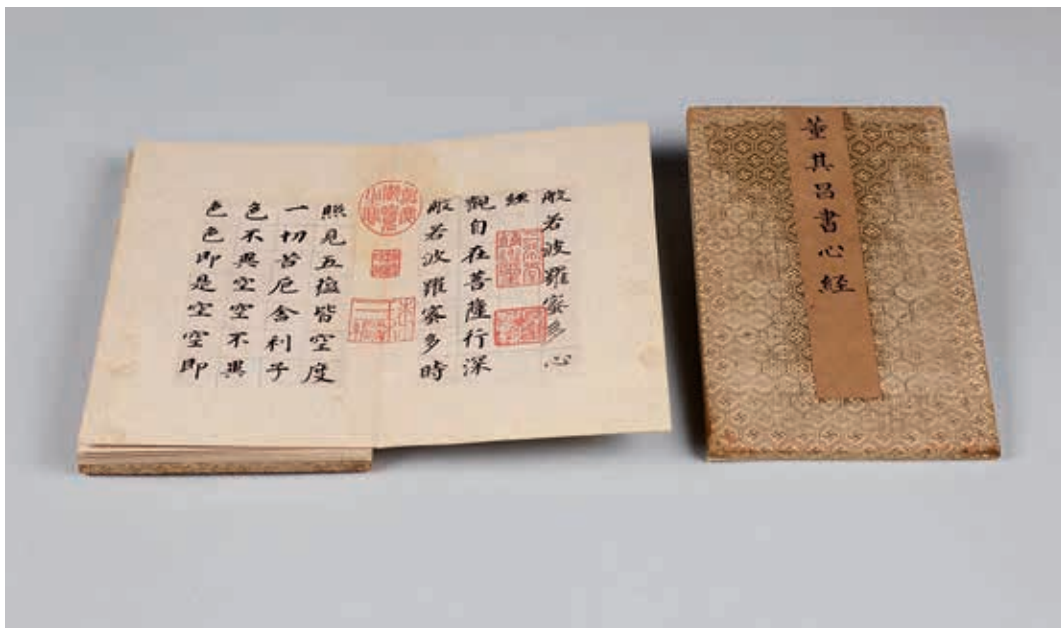 般若波羅蜜多心
經
觀自在菩薩行深
般若波羅蜜多時
照見五蘊皆空度
一切苦厄舍利子
色不異空空不異
色色即是空空即
董其昌書心經